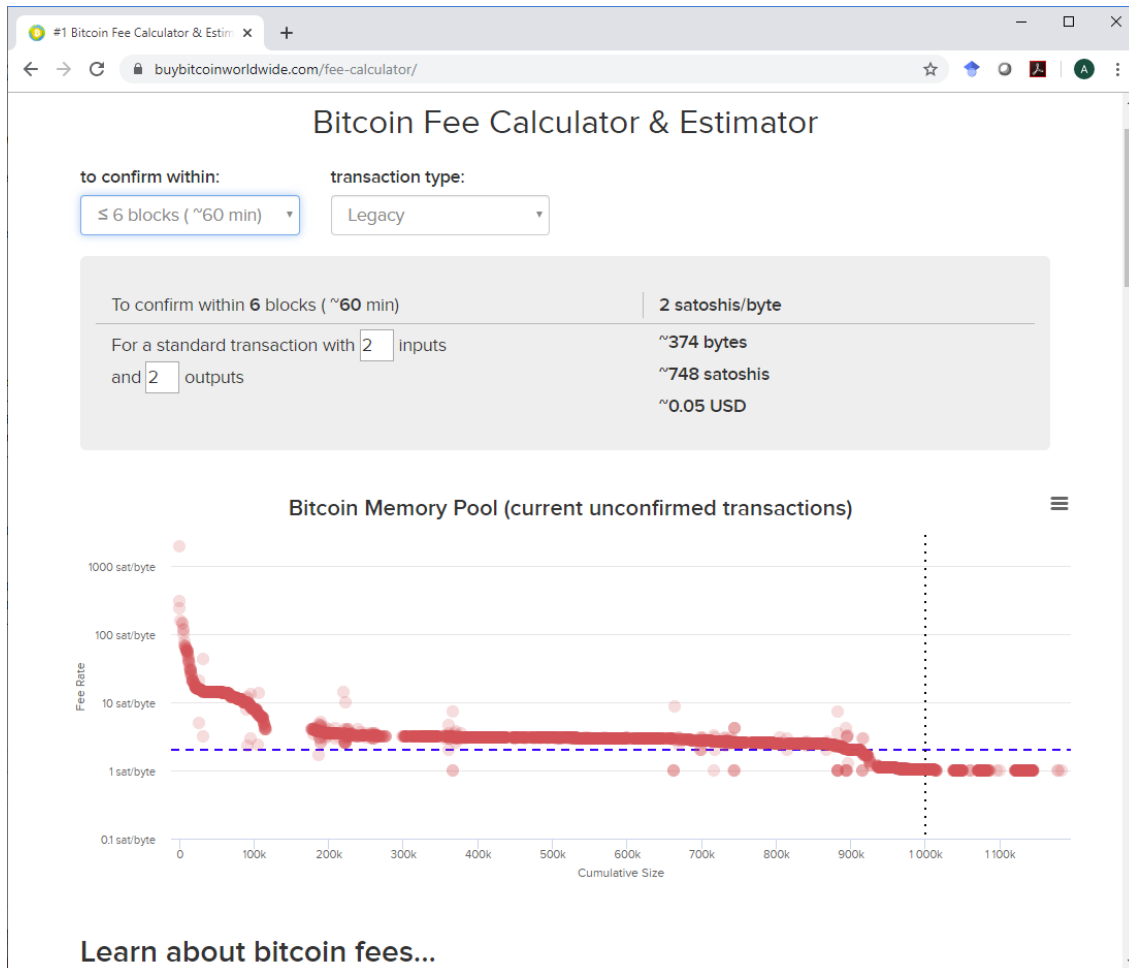 #1 Bitcoin Fee Calculator & Estim
buybitcoinworldwide.com/fee-calculator/
A
Bitcoin Fee Calculator & Estimator
to confirm within: transaction type:
≤ 6 blocks ( ~60 min) Legacy
To confirm within 6 blocks ( ~60 min) 2 satoshis/byte
For a standard transaction with 2 inputs ~374 bytes
and 2 outputs ~748 satoshis
~0.05 USD
Bitcoin Memory Pool (current unconfirmed transactions)
1000 sat/byte
100 sat/byte
10 sat/byte
1 sat/byte
0.1 sat/byte
Fee Rate
0 100k 200k 300k 400k 500k 600k 700k 800k 900k 1 000k 1 100k
Cumulative Size
Learn about bitcoin fees...